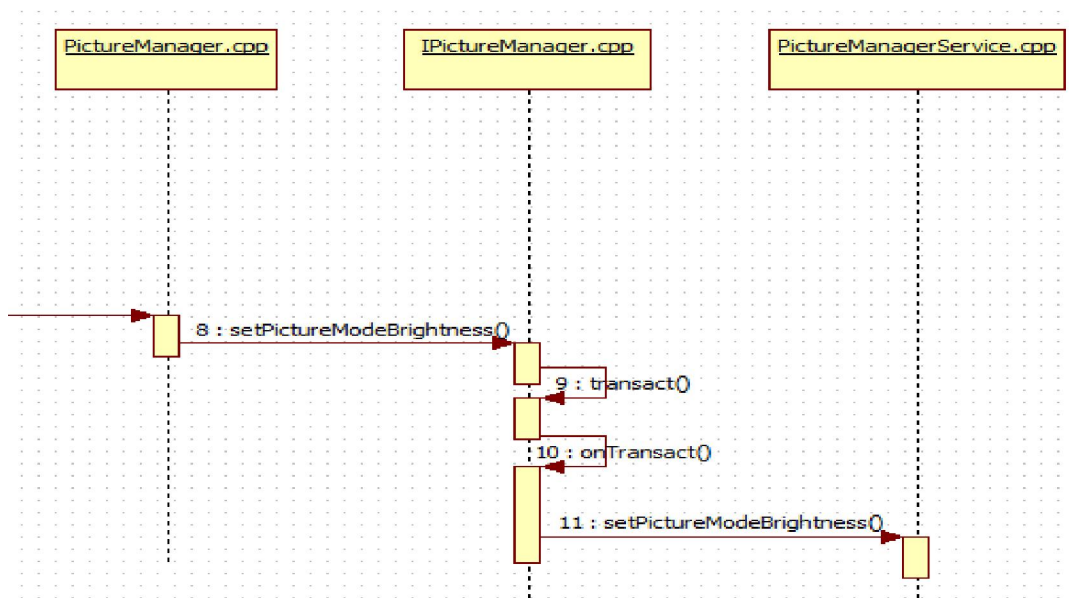 PictureManager.cpp
IPictureManager.cpp
PictureManagerService.cpp
8 : setPictureModeBrightness()
9 : transact()
10 : onTransact()
11 : setPictureModeBrightness()